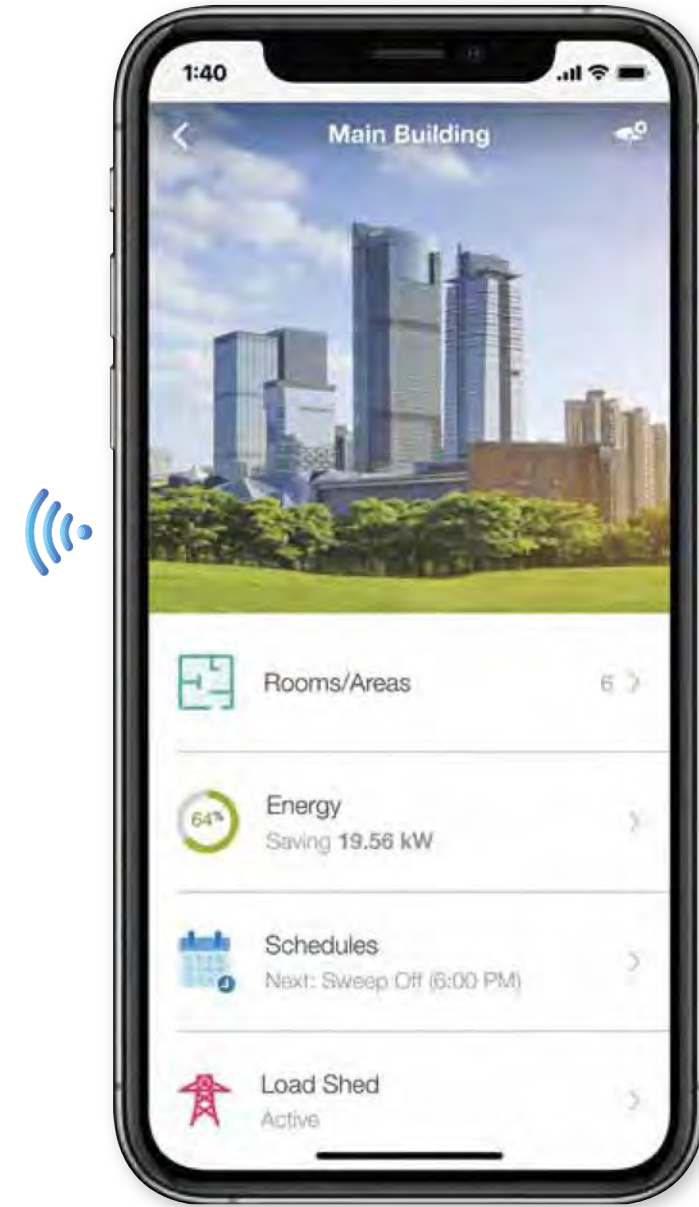 1:40
Main Building
Rooms/Areas
6
64%
Energy
Saving 19.56 kW
Schedules
Next: Sweep Off (6:00 PM)
Load Shed
Active